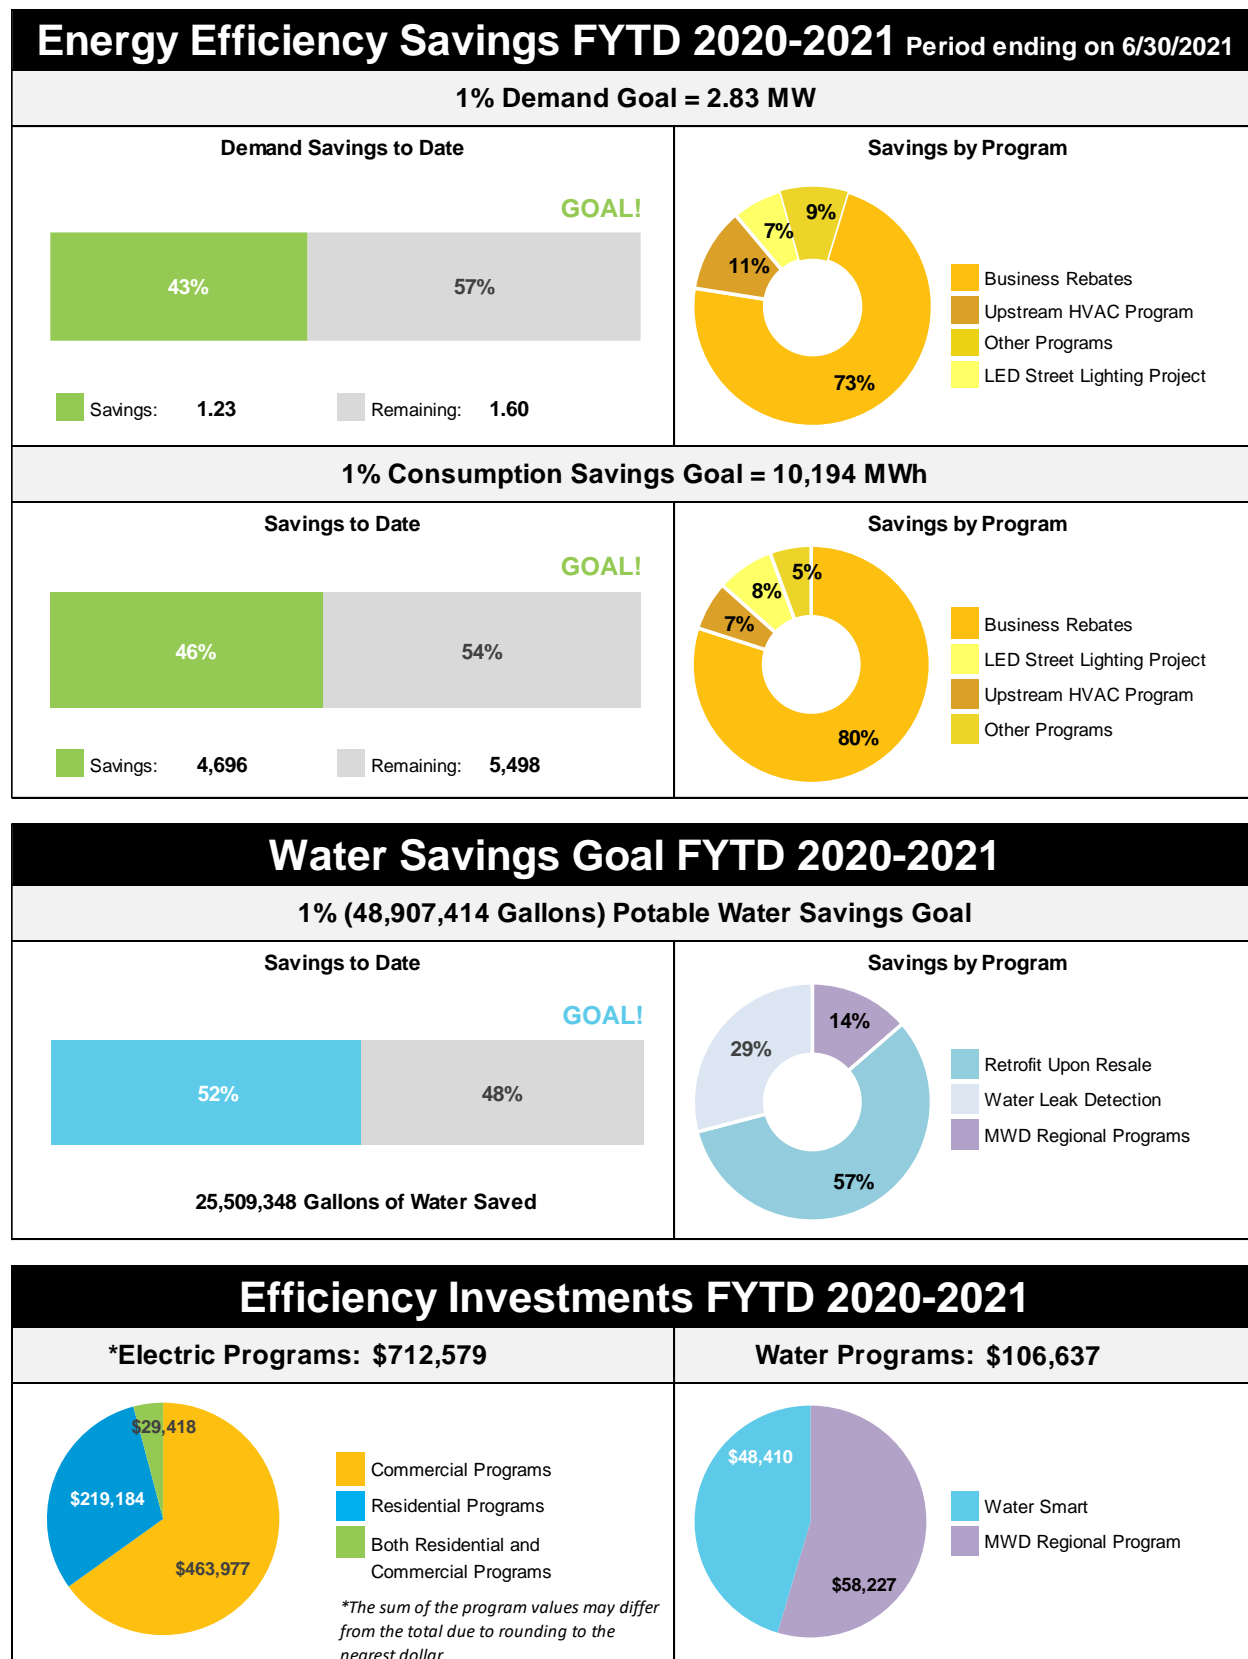 Energy Efficiency Savings FYTD 2020-2021 Period ending on 6/30/2021
1% Demand Goal = 2.83 MW
Demand Savings to Date
GOAL!
43%
57%
Savings: 1.23
Remaining: 1.60
Savings by Program
9%
7%
11%
73%
Business Rebates
Upstream HVAC Program
Other Programs
LED Street Lighting Project
1% Consumption Savings Goal = 10,194 MWh
Savings to Date
GOAL!
46%
54%
Savings: 4,696
Remaining: 5,498
Savings by Program
5%
8%
7%
80%
Business Rebates
LED Street Lighting Project
Upstream HVAC Program
Other Programs
Water Savings Goal FYTD 2020-2021
1% (48,907,414 Gallons) Potable Water Savings Goal
Savings to Date
GOAL!
52%
48%
25,509,348 Gallons of Water Saved
Savings by Program
14%
29%
57%
Retrofit Upon Resale
Water Leak Detection
MWD Regional Programs
Efficiency Investments FYTD 2020-2021
*Electric Programs: $712,579
$29,418
$219,184
$463,977
Commercial Programs
Residential Programs
Both Residential and
Commercial Programs
*The sum of the program values may differ
from the total due to rounding to the
nearest dollar
Water Programs: $106,637
$48,410
$58,227
Water Smart
MWD Regional Program